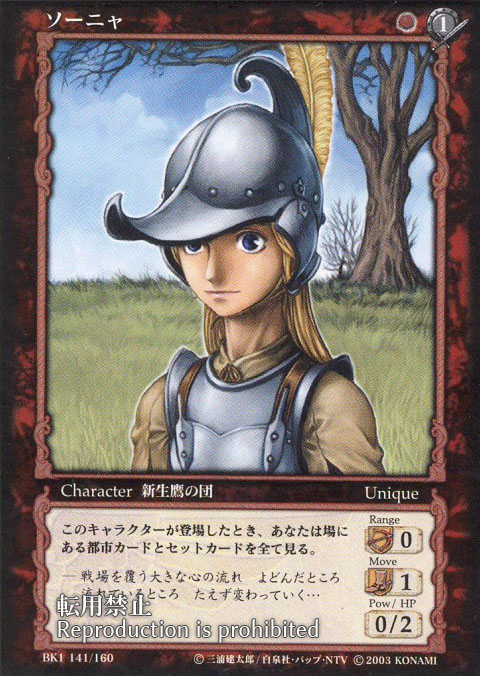 ソーニャ
1
Character 新生鷹の団 Unique
このキャラクターが登場したとき、あなたは場に
ある都市カードとセットカードを全て見る。
Range
0
Move
1
Pow/ HP
0/2
― 戦場を覆う大きな心の流れ よどんだところ
流れているところ たえず変わっていく…
転用禁止
Reproduction is prohibited
BK1 141/160
© 三浦建太郎/白泉社・バップ・NTV © 2003 KONAMI